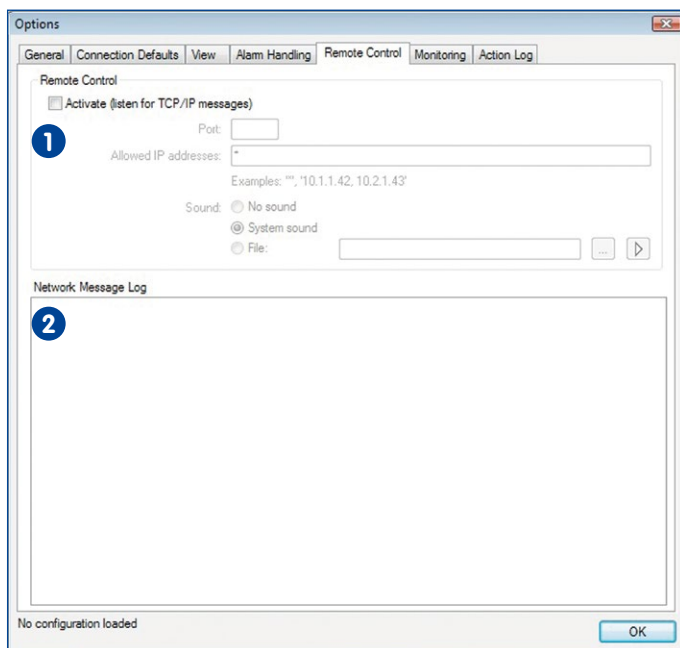 Options
General Connection Defaults View Alarm Handling Remote Control Monitoring Action Log
Remote Control
Activate (listen for TCP/IP messages)
1
Port:
Allowed IP addresses: *
Examples: '*', '10.1.1.42, 10.2.1.43'
Sound: No sound
System sound
File: ...
Network Message Log
2
No configuration loaded
OK